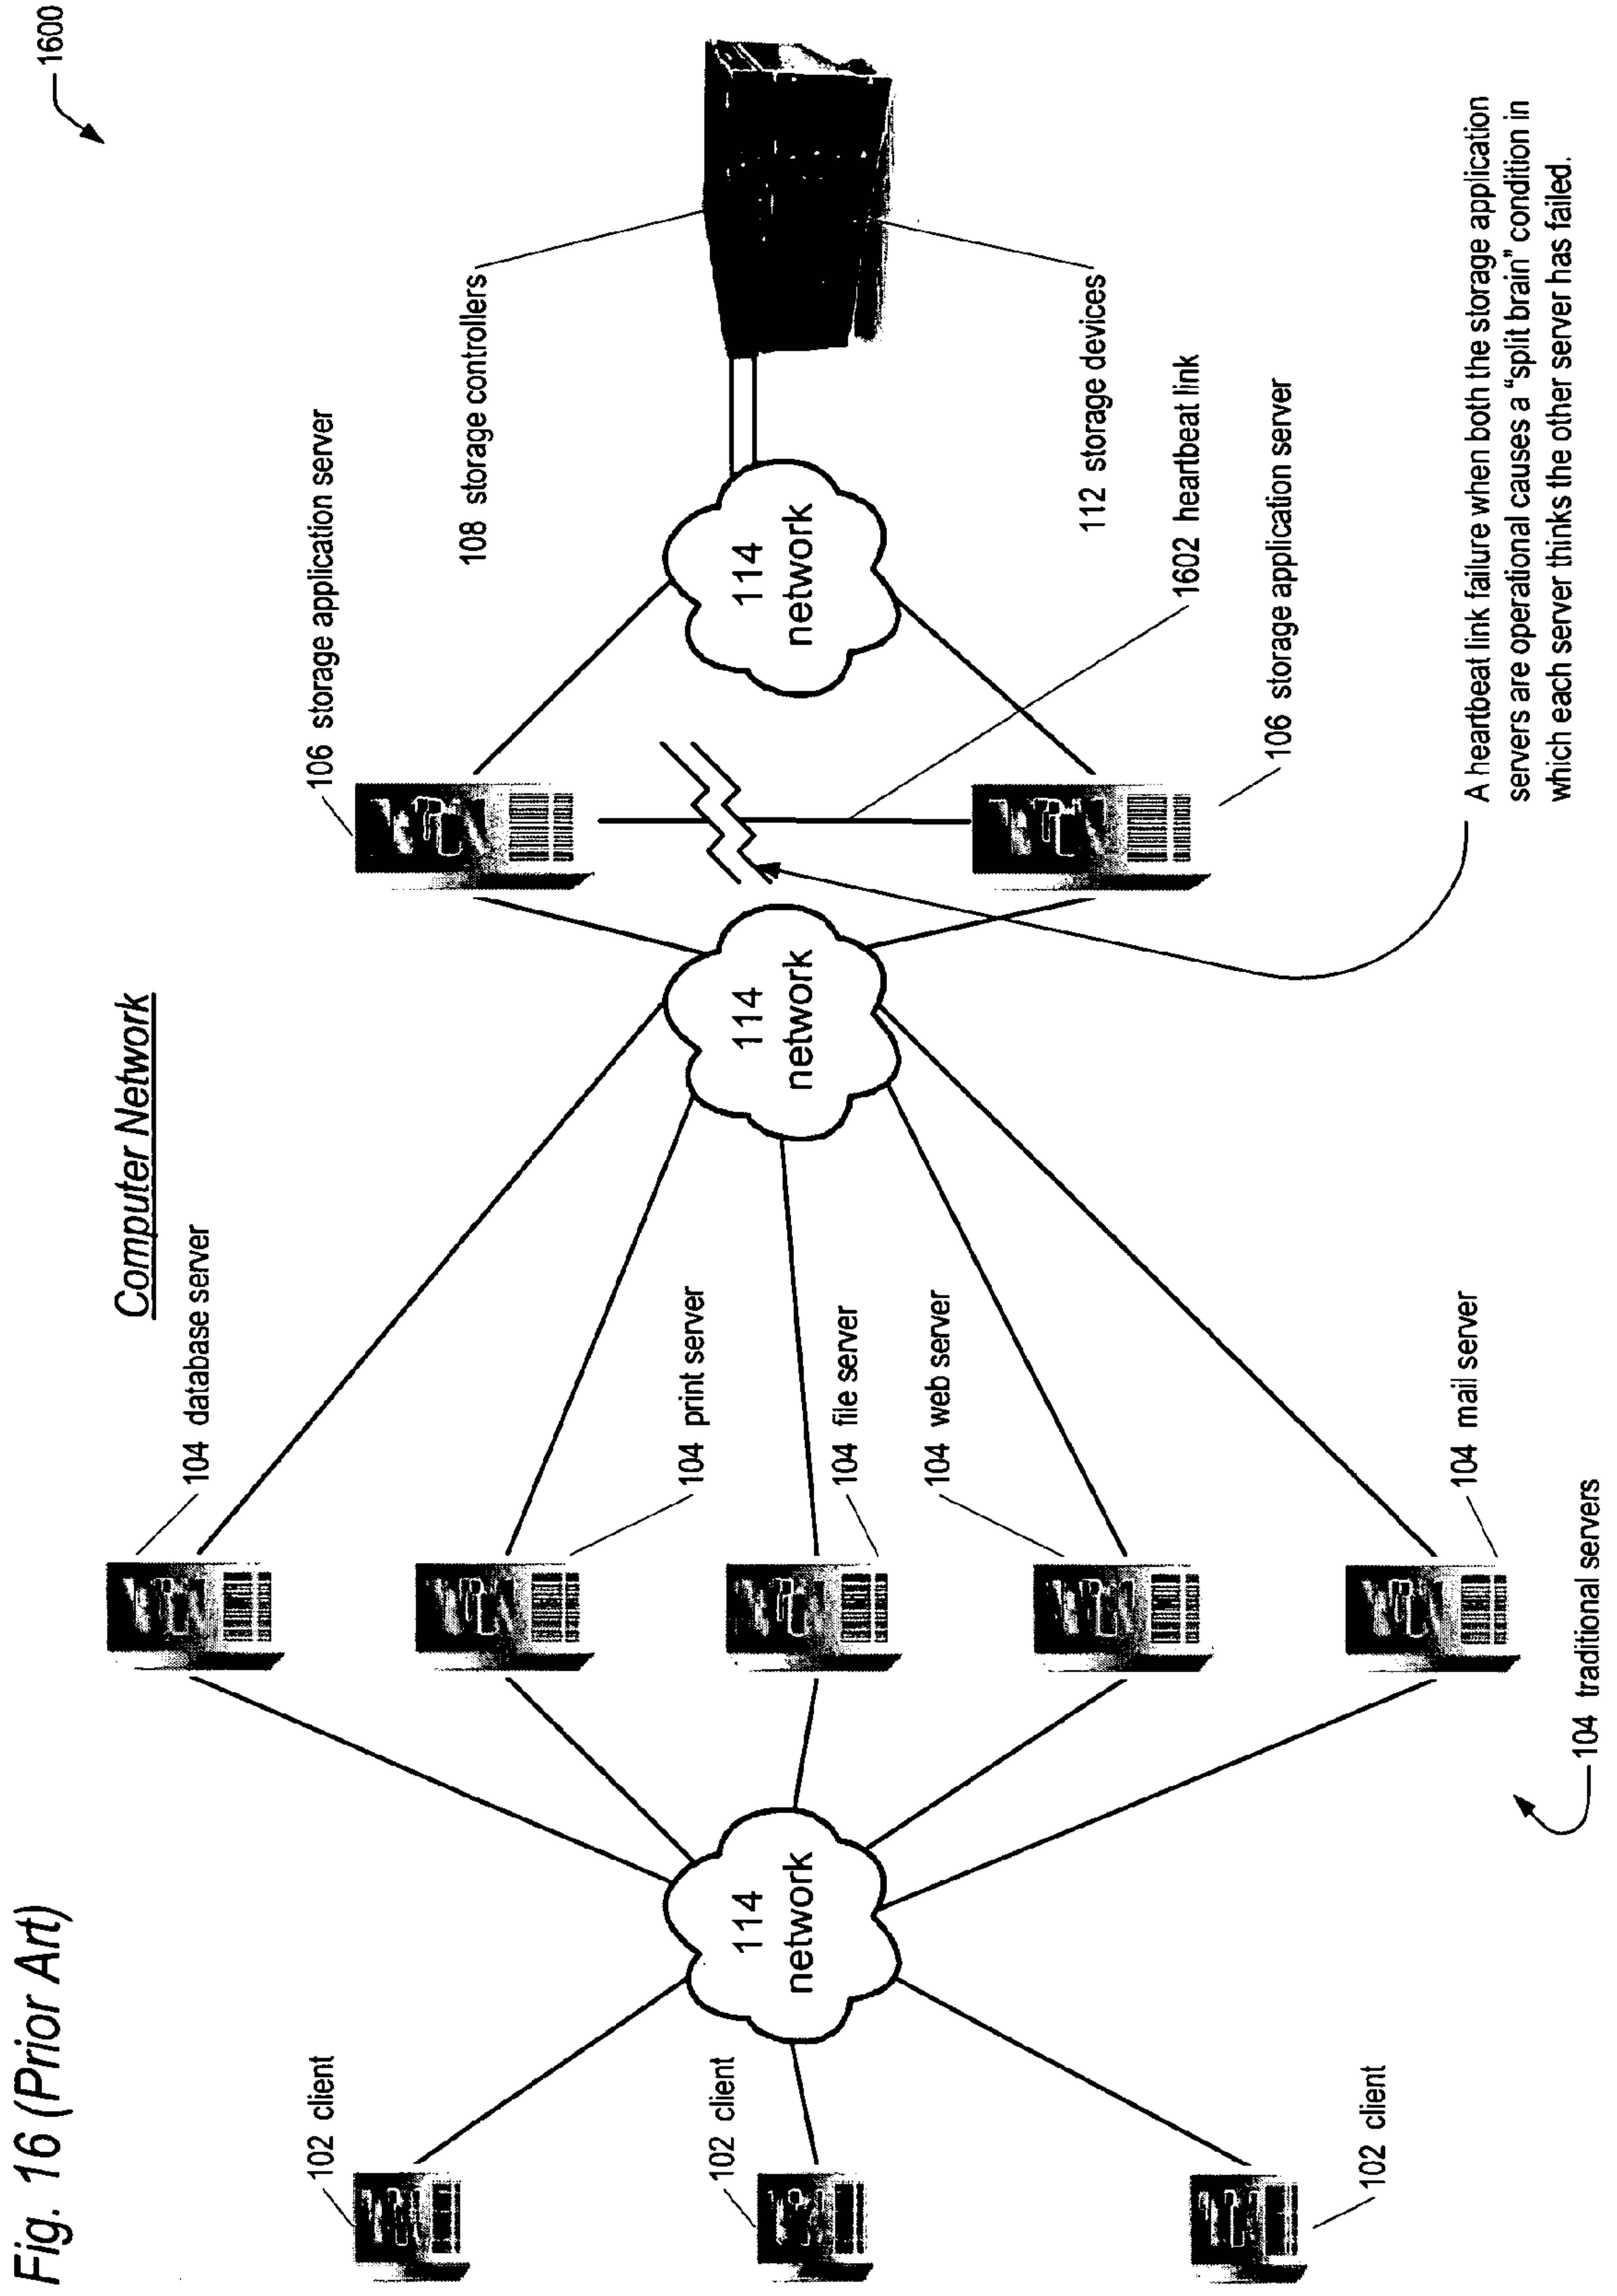 Fig. 16 (Prior Art)
1600
Computer Network
104 database server
106 storage application server
102 client
108 storage controllers
104 print server
102 client
114
network
114
network
114
network
104 file server
104 web server
112 storage devices
1602 heartbeat link
106 storage application server
102 client
104 mail server
104 traditional servers
A heartbeat link failure when both the storage application
servers are operational causes a “split brain” condition in
which each server thinks the other server has failed.